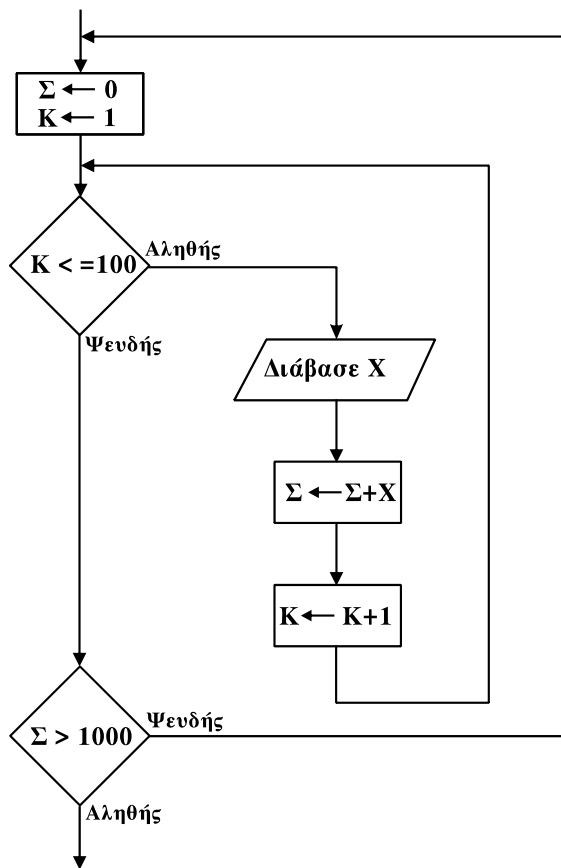 Σ ← 0
Κ ← 1
Κ < =100
Αληθής
Ψευδής
Διάβασε Χ
Σ ← Σ+Χ
Κ ← Κ+1
Σ > 1000
Ψευδής
Αληθής